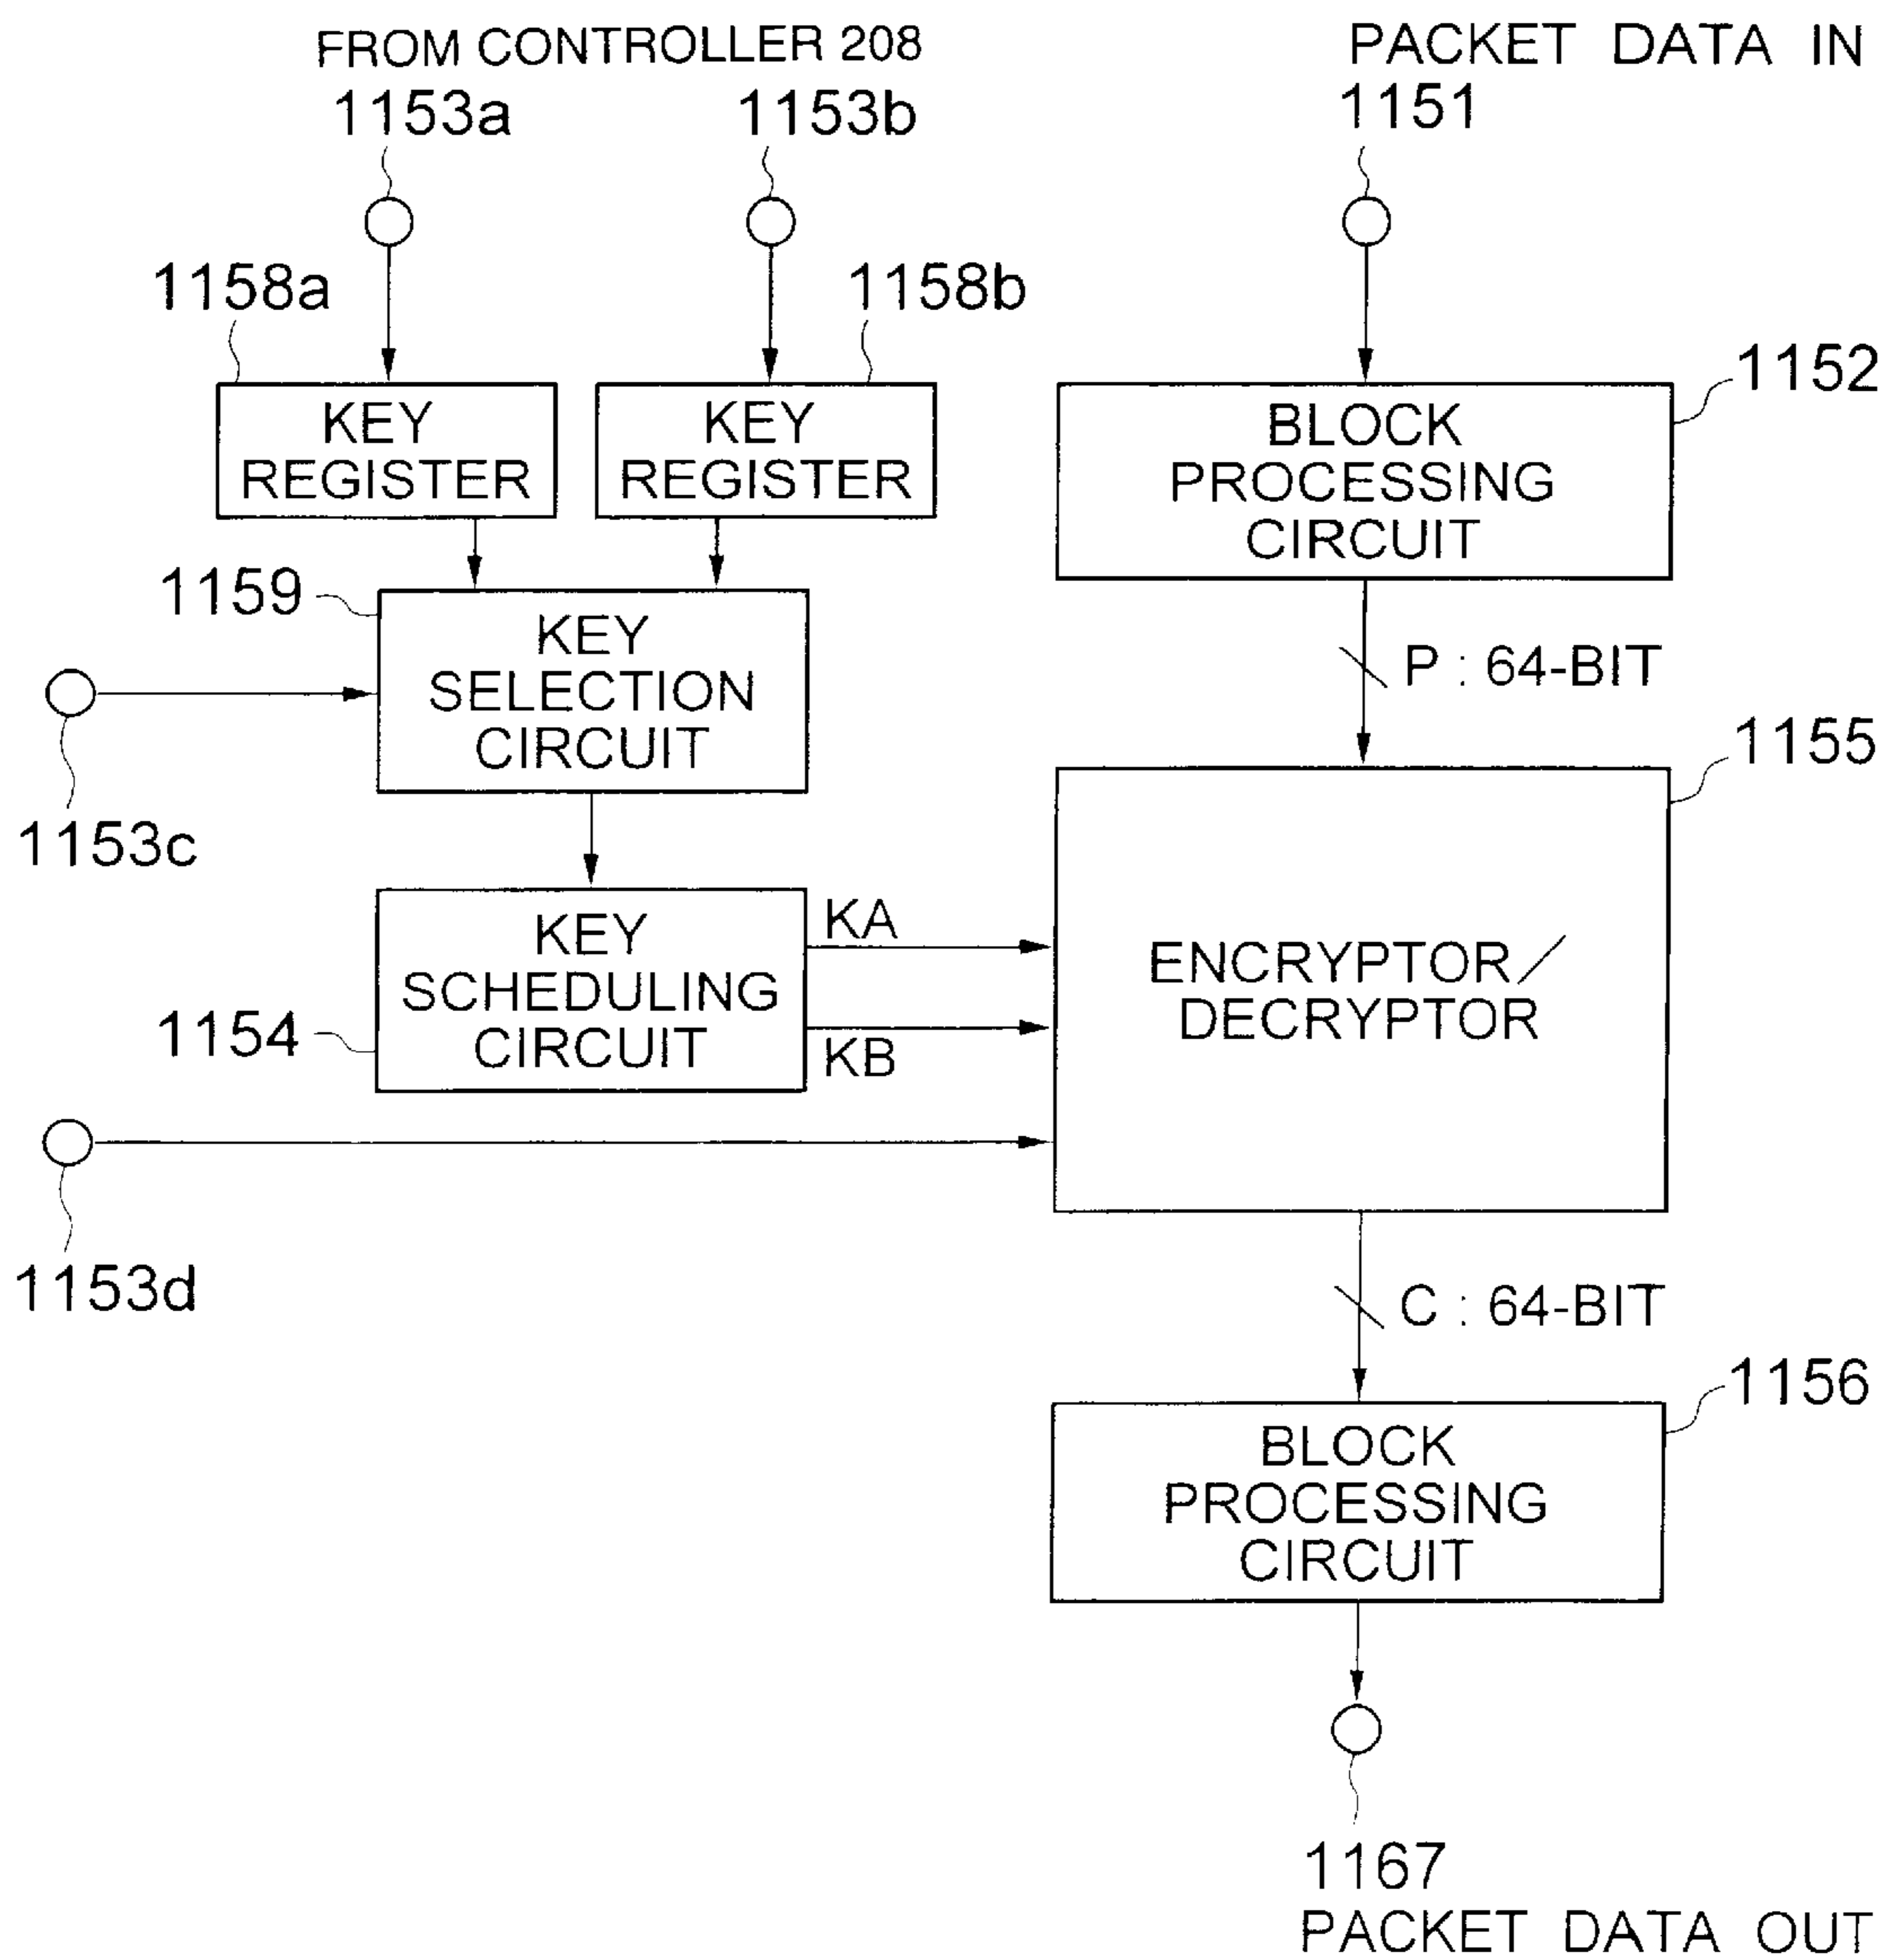 FROM CONTROLLER 208
PACKET DATA IN
1153a
1153b
1151
1158a
1158b
1152
KEY
REGISTER
KEY
REGISTER
BLOCK
PROCESSING
CIRCUIT
1159
KEY
SELECTION
CIRCUIT
P : 64-BIT
1153c
1155
KEY
SCHEDULING
CIRCUIT
1154
KA
KB
ENCRYPTOR/
DECRYPTOR
1153d
C : 64-BIT
1156
BLOCK
PROCESSING
CIRCUIT
1167
PACKET DATA OUT